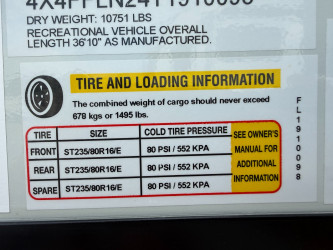 DRY WEIGHT: 10751 LBS
RECREATIONAL VEHICLE OVERALL
LENGTH 36'10" AS MANUFACTURED.
TIRE AND LOADING INFORMATION
The combined weight of cargo should never exceed
678 kgs or 1495 lbs.
TIRE SIZE COLD TIRE PRESSURE SEE OWNER'S
FRONT ST235/80R16/E 80 PSI / 552 KPA MANUAL FOR
REAR ST235/80R16/E 80 PSI / 552 KPA ADDITIONAL
SPARE ST235/80R16/E 80 PSI / 552 KPA INFORMATION
FL1910098